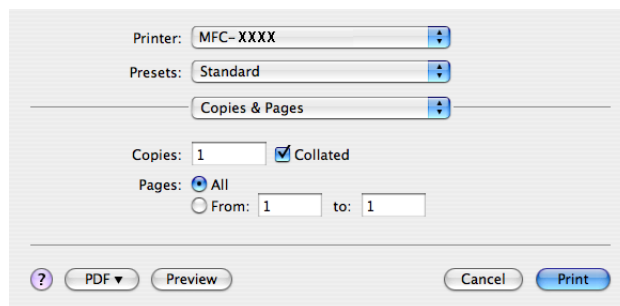 Printer: MFC-XXXX
Presets: Standard
Copies & Pages
Copies: 1 Collated
Pages: All
From: 1 to: 1
? PDF ▼ Preview Cancel Print